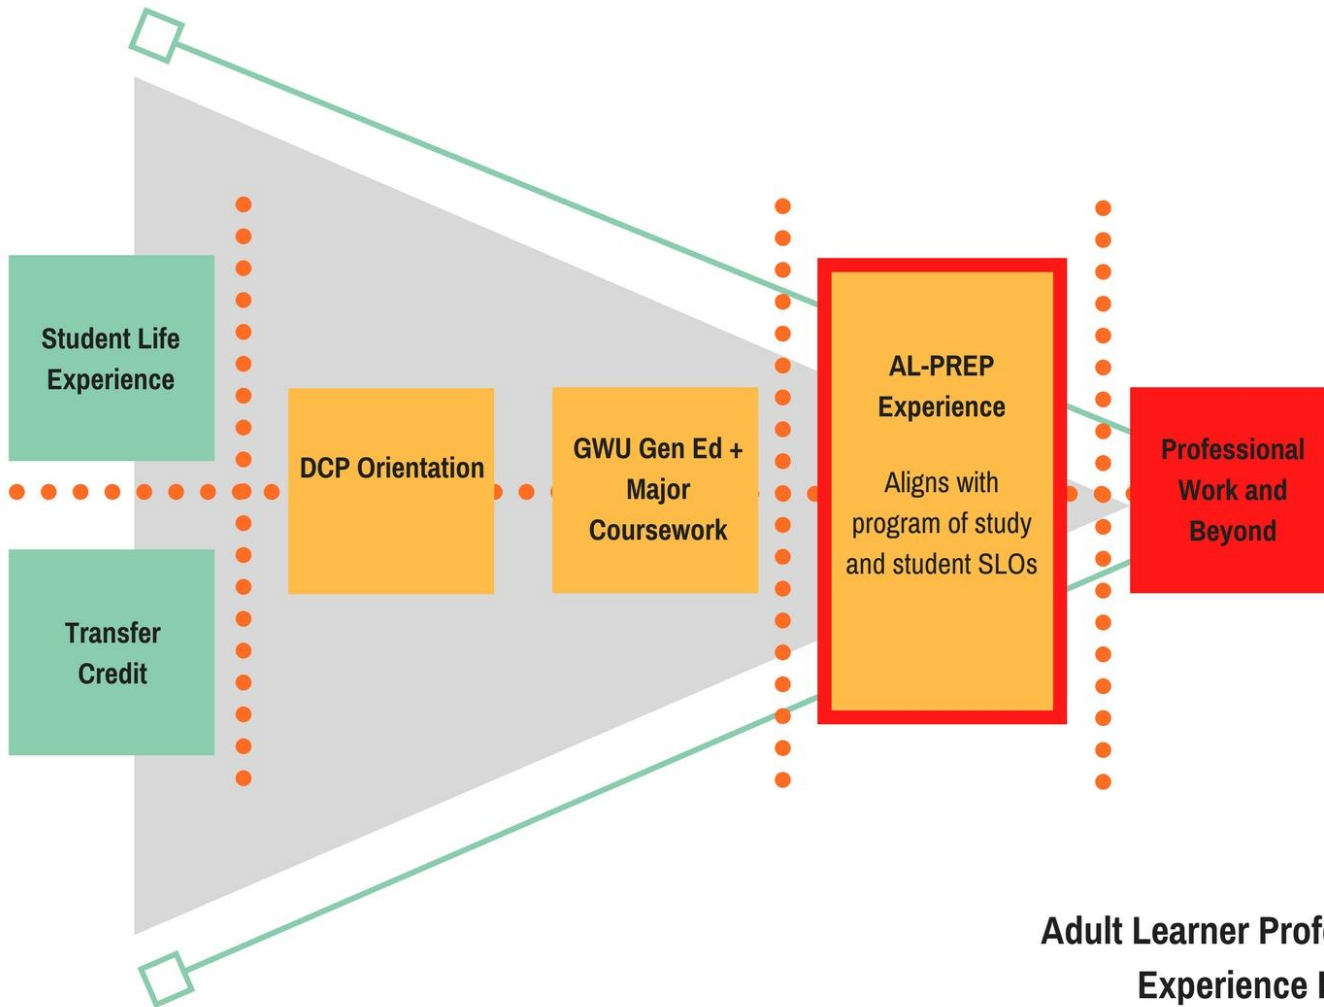 Student Life
Experience
Transfer
Credit
DCP Orientation
GWU Gen Ed +
Major
Coursework
AL-PREP
Experience
Aligns with
program of study
and student SLOs
Professional
Work and
Beyond
Adult Learner
Experience